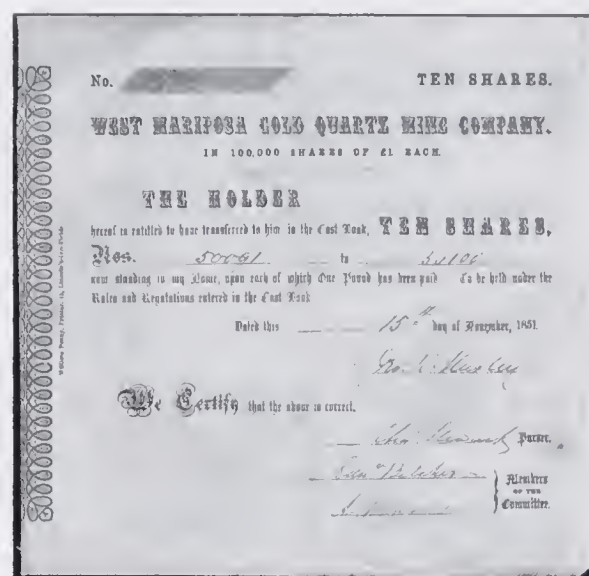 No. TEN SHARES.
WEST MARIPOSA GOLD QUARTZ MINE COMPANY.
IN 100,000 SHARES OF £1 EACH.
THE HOLDER
hereof is entitled to have transferred to him in the Cost Book, TEN SHARES,
Nos. 50091 to
now standing in my Name, upon each of which One Pound has been paid To be held under the
Rules and Regulations entered in the Cost Book
Dated this 15th day of November, 1851.
We Certify that the above is correct.
Purser.
Members
OF THE
Committee.